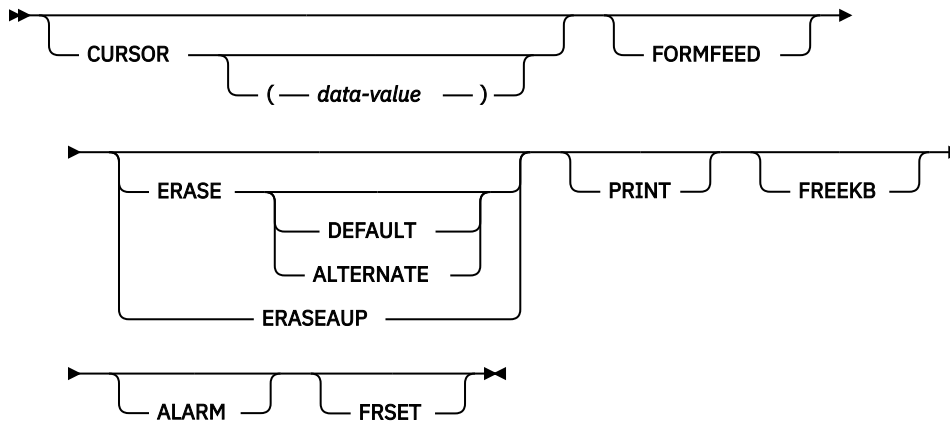 CURSOR FORMFEED
( data-value )
ERASE PRINT FREEKB
DEFAULT
ALTERNATE
ERASEAUP
ALARM FRSET